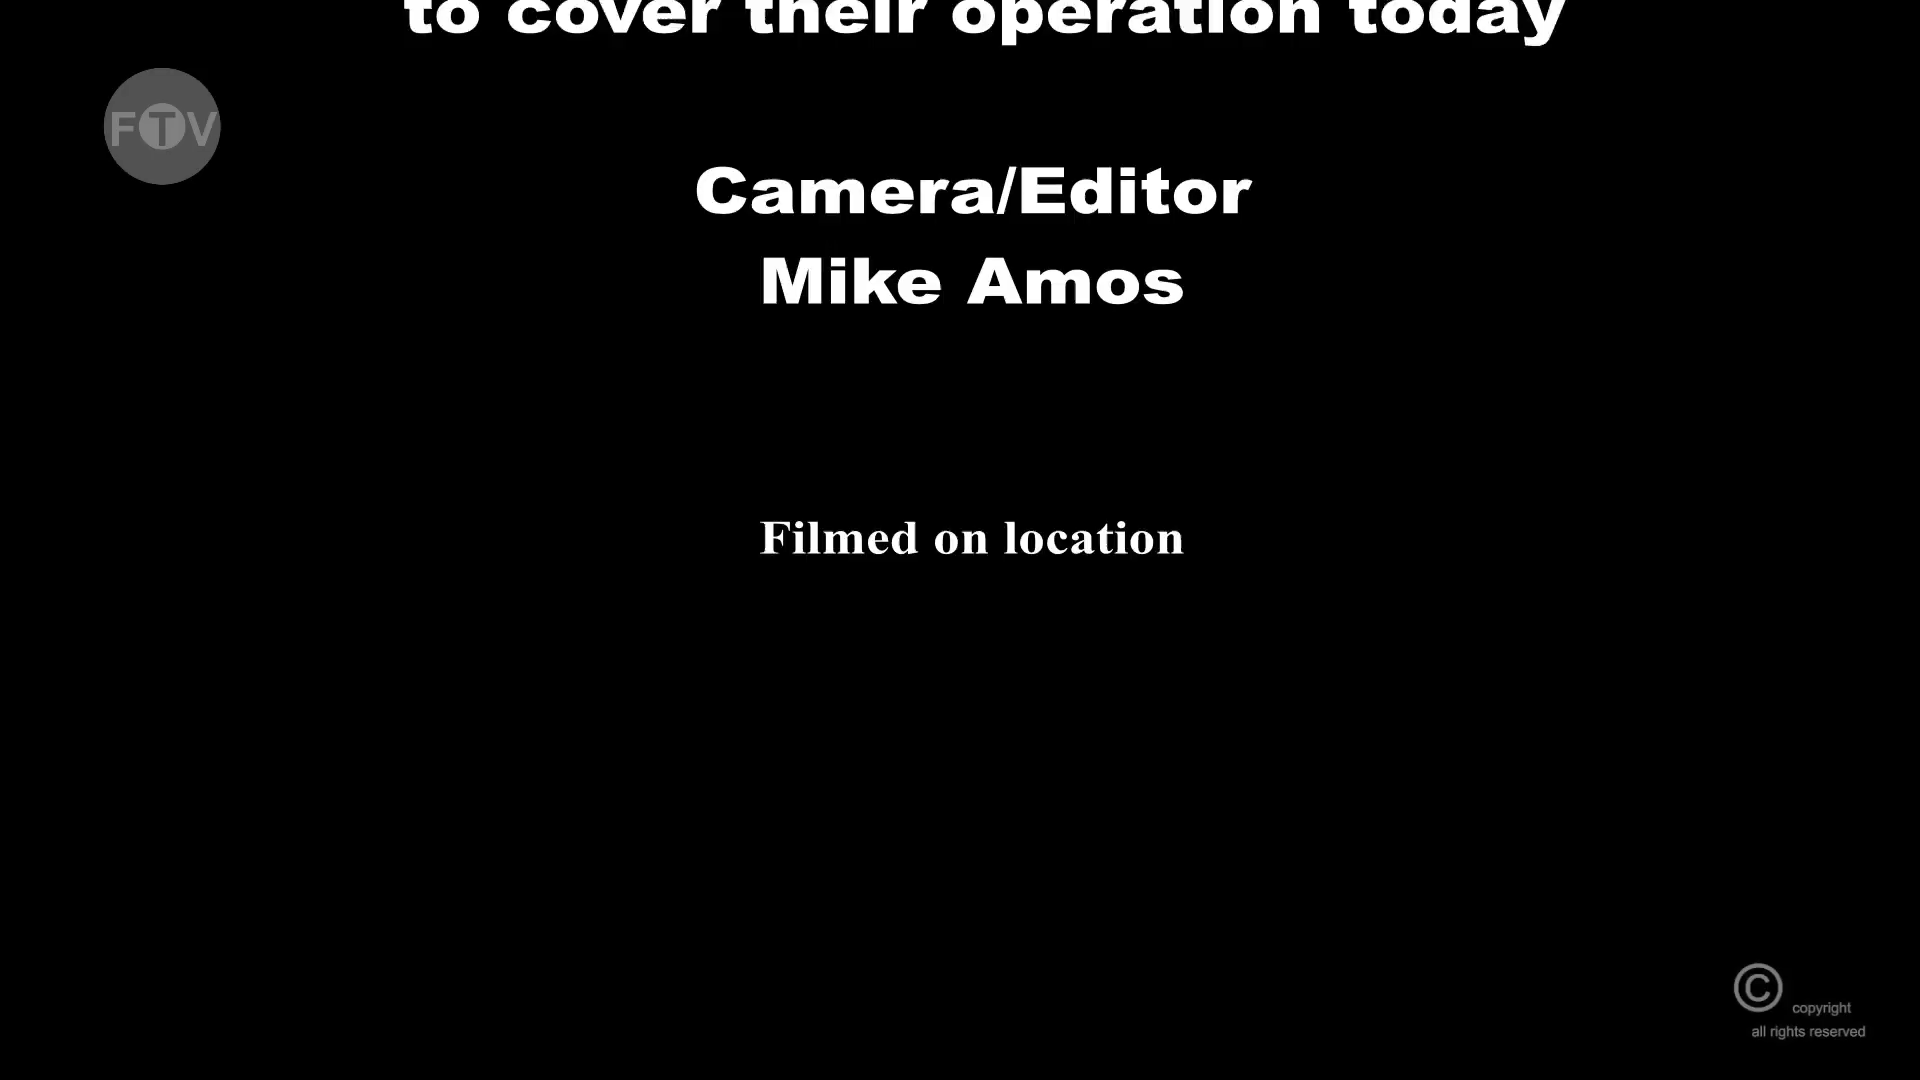 to cover their operation today
FTV
Camera/Editor
Mike Amos
Filmed on location
©
copyright
all rights reserved